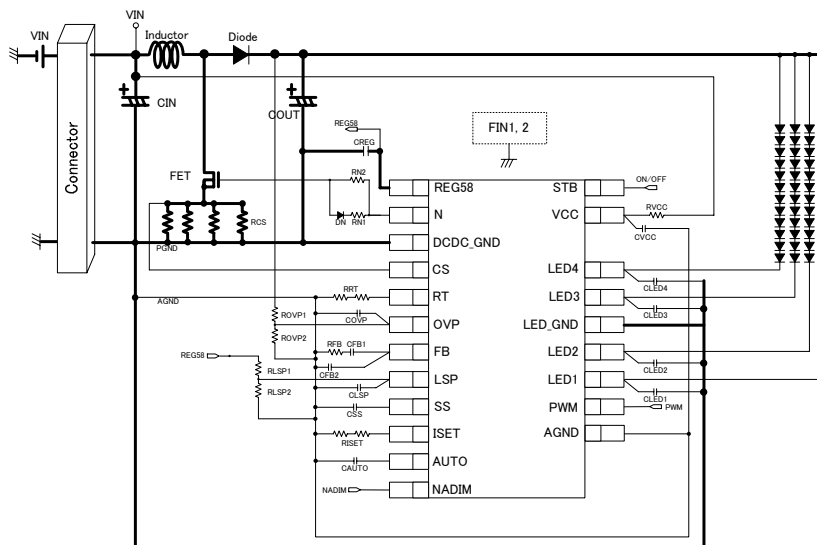 VIN
VIN
Inductor
Diode
Connector
CIN
COUT
REG58
CREG
FIN1, 2
FET
RN2
DN
RN1
RCS
PGND
REG58
N
DCDC_GND
CS
RT
OVP
FB
LSP
SS
ISET
AUTO
NADIM
STB
VCC
LED4
LED3
LED_GND
LED2
LED1
PWM
AGND
ON/OFF
RVCC
CVCC
CLED4
CLED3
CLED2
CLED1
PWM
AGND
RRT
ROVP1
COVP
ROVP2
RFB
CFB1
REG58
RLSP1
CFB2
RLSP2
CLSP
CSS
RISET
CAUTO
NADIM